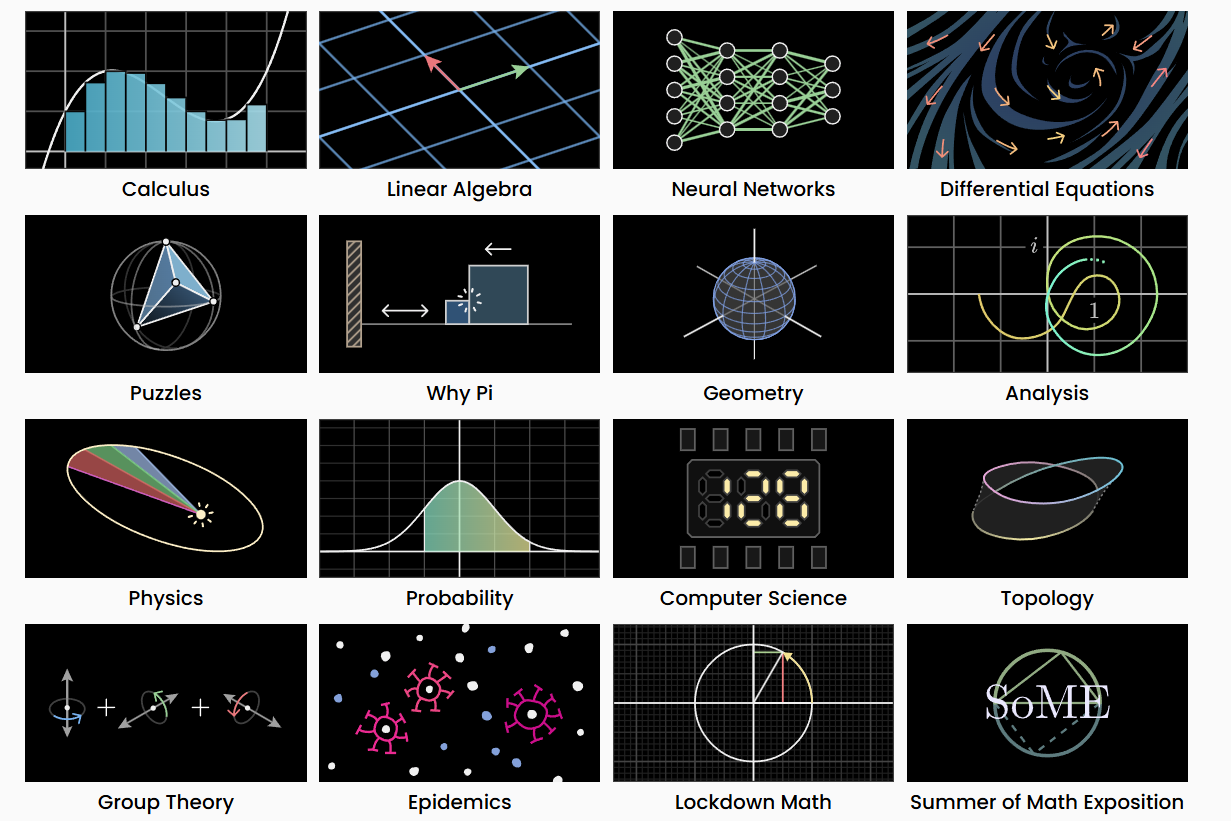 Calculus
Linear Algebra
Neural Networks
Differential Equations
i
1
Puzzles
Why Pi
Geometry
Analysis
128
Physics
Probability
Computer Science
Topology
+
+
SoME
Group Theory
Epidemics
Lockdown Math
Summer of Math Exposition